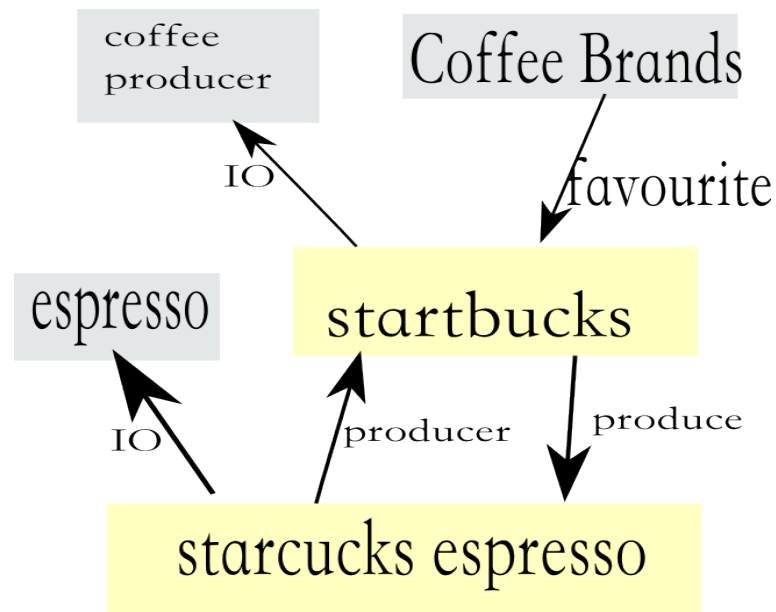 coffee
producer
Coffee Brands
IO
favourite
espresso
startbucks
IO
producer
produce
starcucks espresso